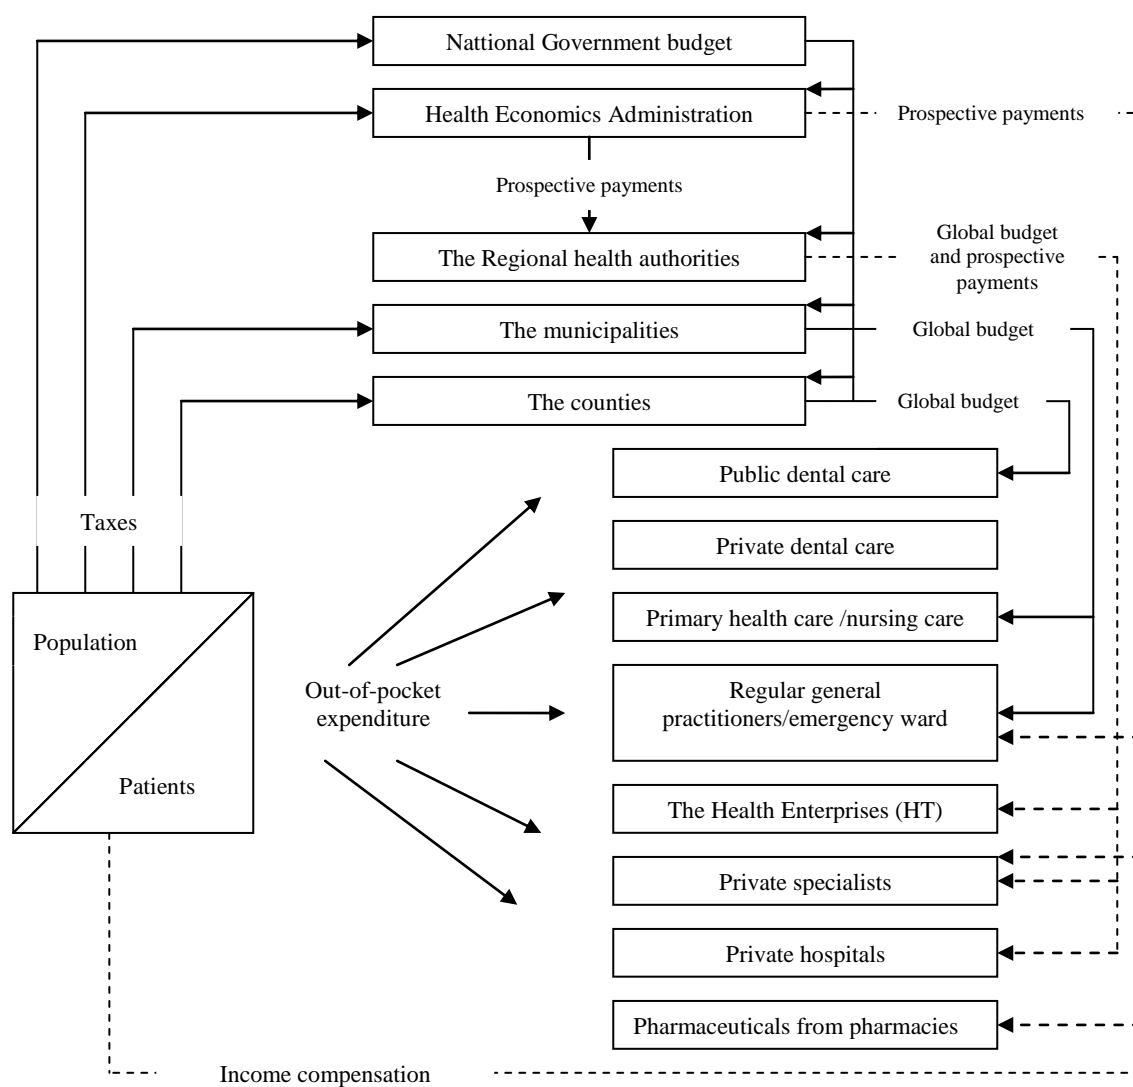 Nattional Government budget
Health Economics Administration
Prospective payments
Prospective payments
The Regional health authorities
Global budget
and prospective
payments
The municipalities
Global budget
The counties
Global budget
Public dental care
Taxes
Private dental care
Population
Primary health care /nursing care
Out-of-pocket
expenditure
Regular general
practitioners/emergency ward
Patients
The Health Enterprises (HT)
Private specialists
Private hospitals
Pharmaceuticals from pharmacies
Income compensation